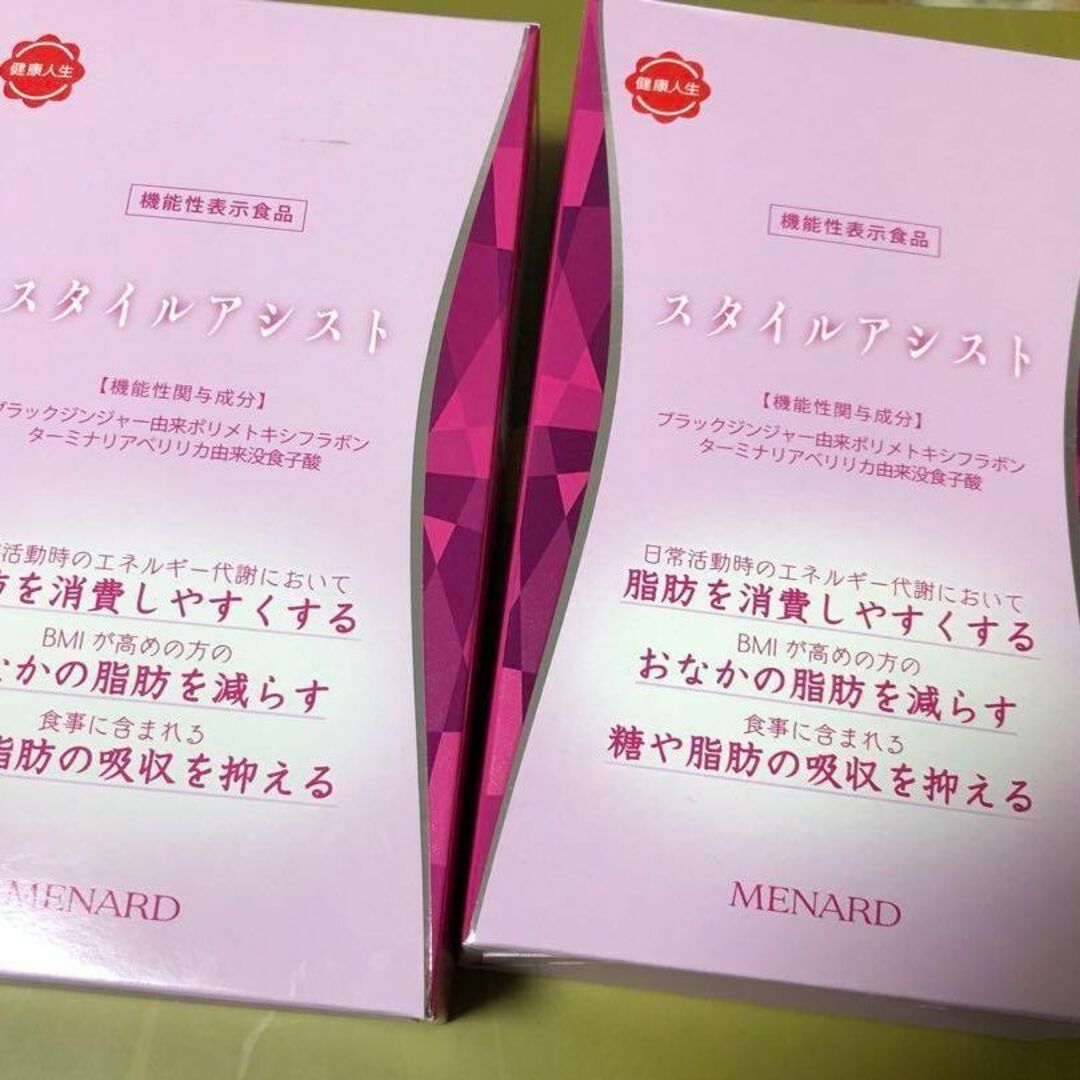 健康人生
機能性表示食品
スタイルアシスト
【機能性関与成分】
ブラックジンジャー由来ポリメトキシフラボン
ターミナリアベリリカ由来没食子酸
活動時のエネルギー代謝において
を消費しやすくする
BMIが高めの方の
なかの脂肪を減らす
食事に含まれる
脂肪の吸収を抑える
MENARD
健康人生
機能性表示食品
スタイルアシスト
【機能性関与成分】
ブラックジンジャー由来ポリメトキシフラボン
ターミナリアベリリカ由来没食子酸
日常活動時のエネルギー代謝において
脂肪を消費しやすくする
BMIが高めの方の
おなかの脂肪を減らす
食事に含まれる
糖や脂肪の吸収を抑える
MENARD